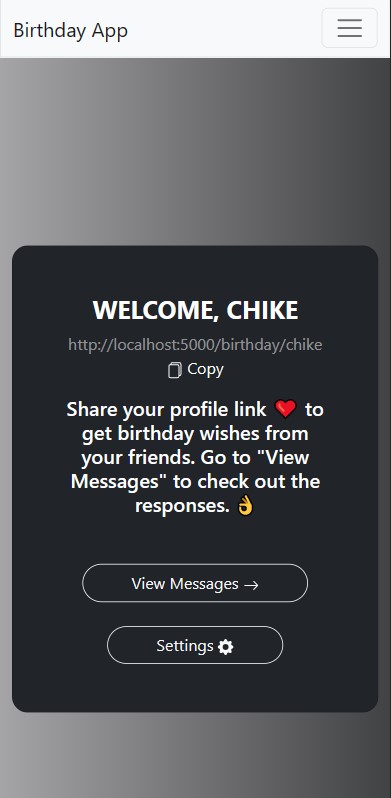 Birthday App
WELCOME, CHIKE
http://localhost:5000/birthday/chike
Copy
Share your profile link ❤️ to
get birthday wishes from
your friends. Go to "View
Messages" to check out the
responses. 👌
View Messages →
Settings ⚙